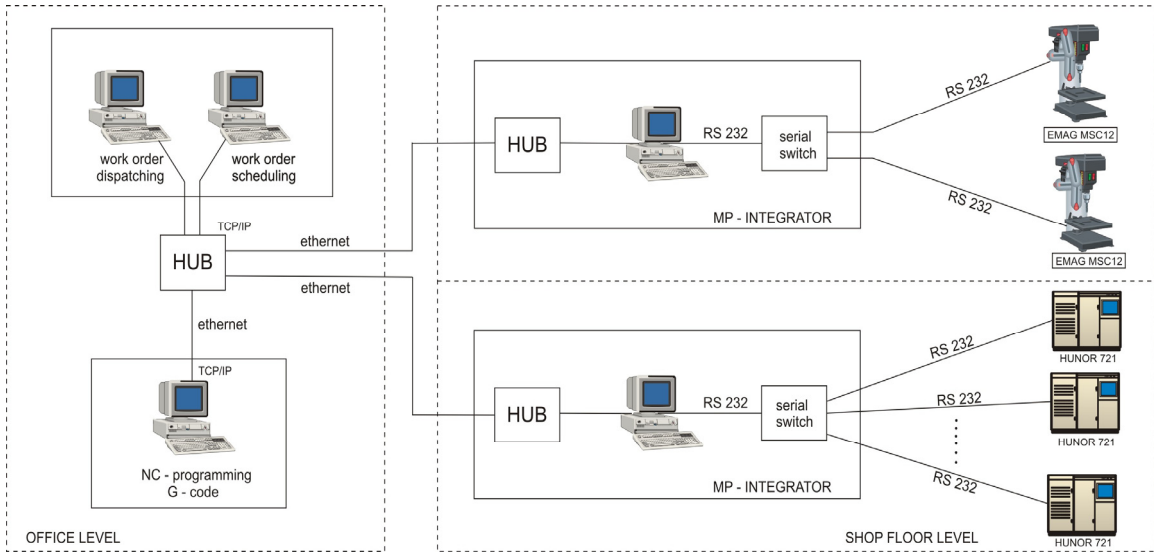 work order
dispatching
work order
scheduling
TCP/IP
HUB
ethernet
ethernet
ethernet
TCP/IP
NC - programming
G - code
OFFICE LEVEL
HUB
RS 232
serial
switch
MP - INTEGRATOR
RS 232
RS 232
EMAG MSC12
EMAG MSC12
HUB
RS 232
serial
switch
MP - INTEGRATOR
RS 232
RS 232
RS 232
HUNOR 721
HUNOR 721
HUNOR 721
SHOP FLOOR LEVEL